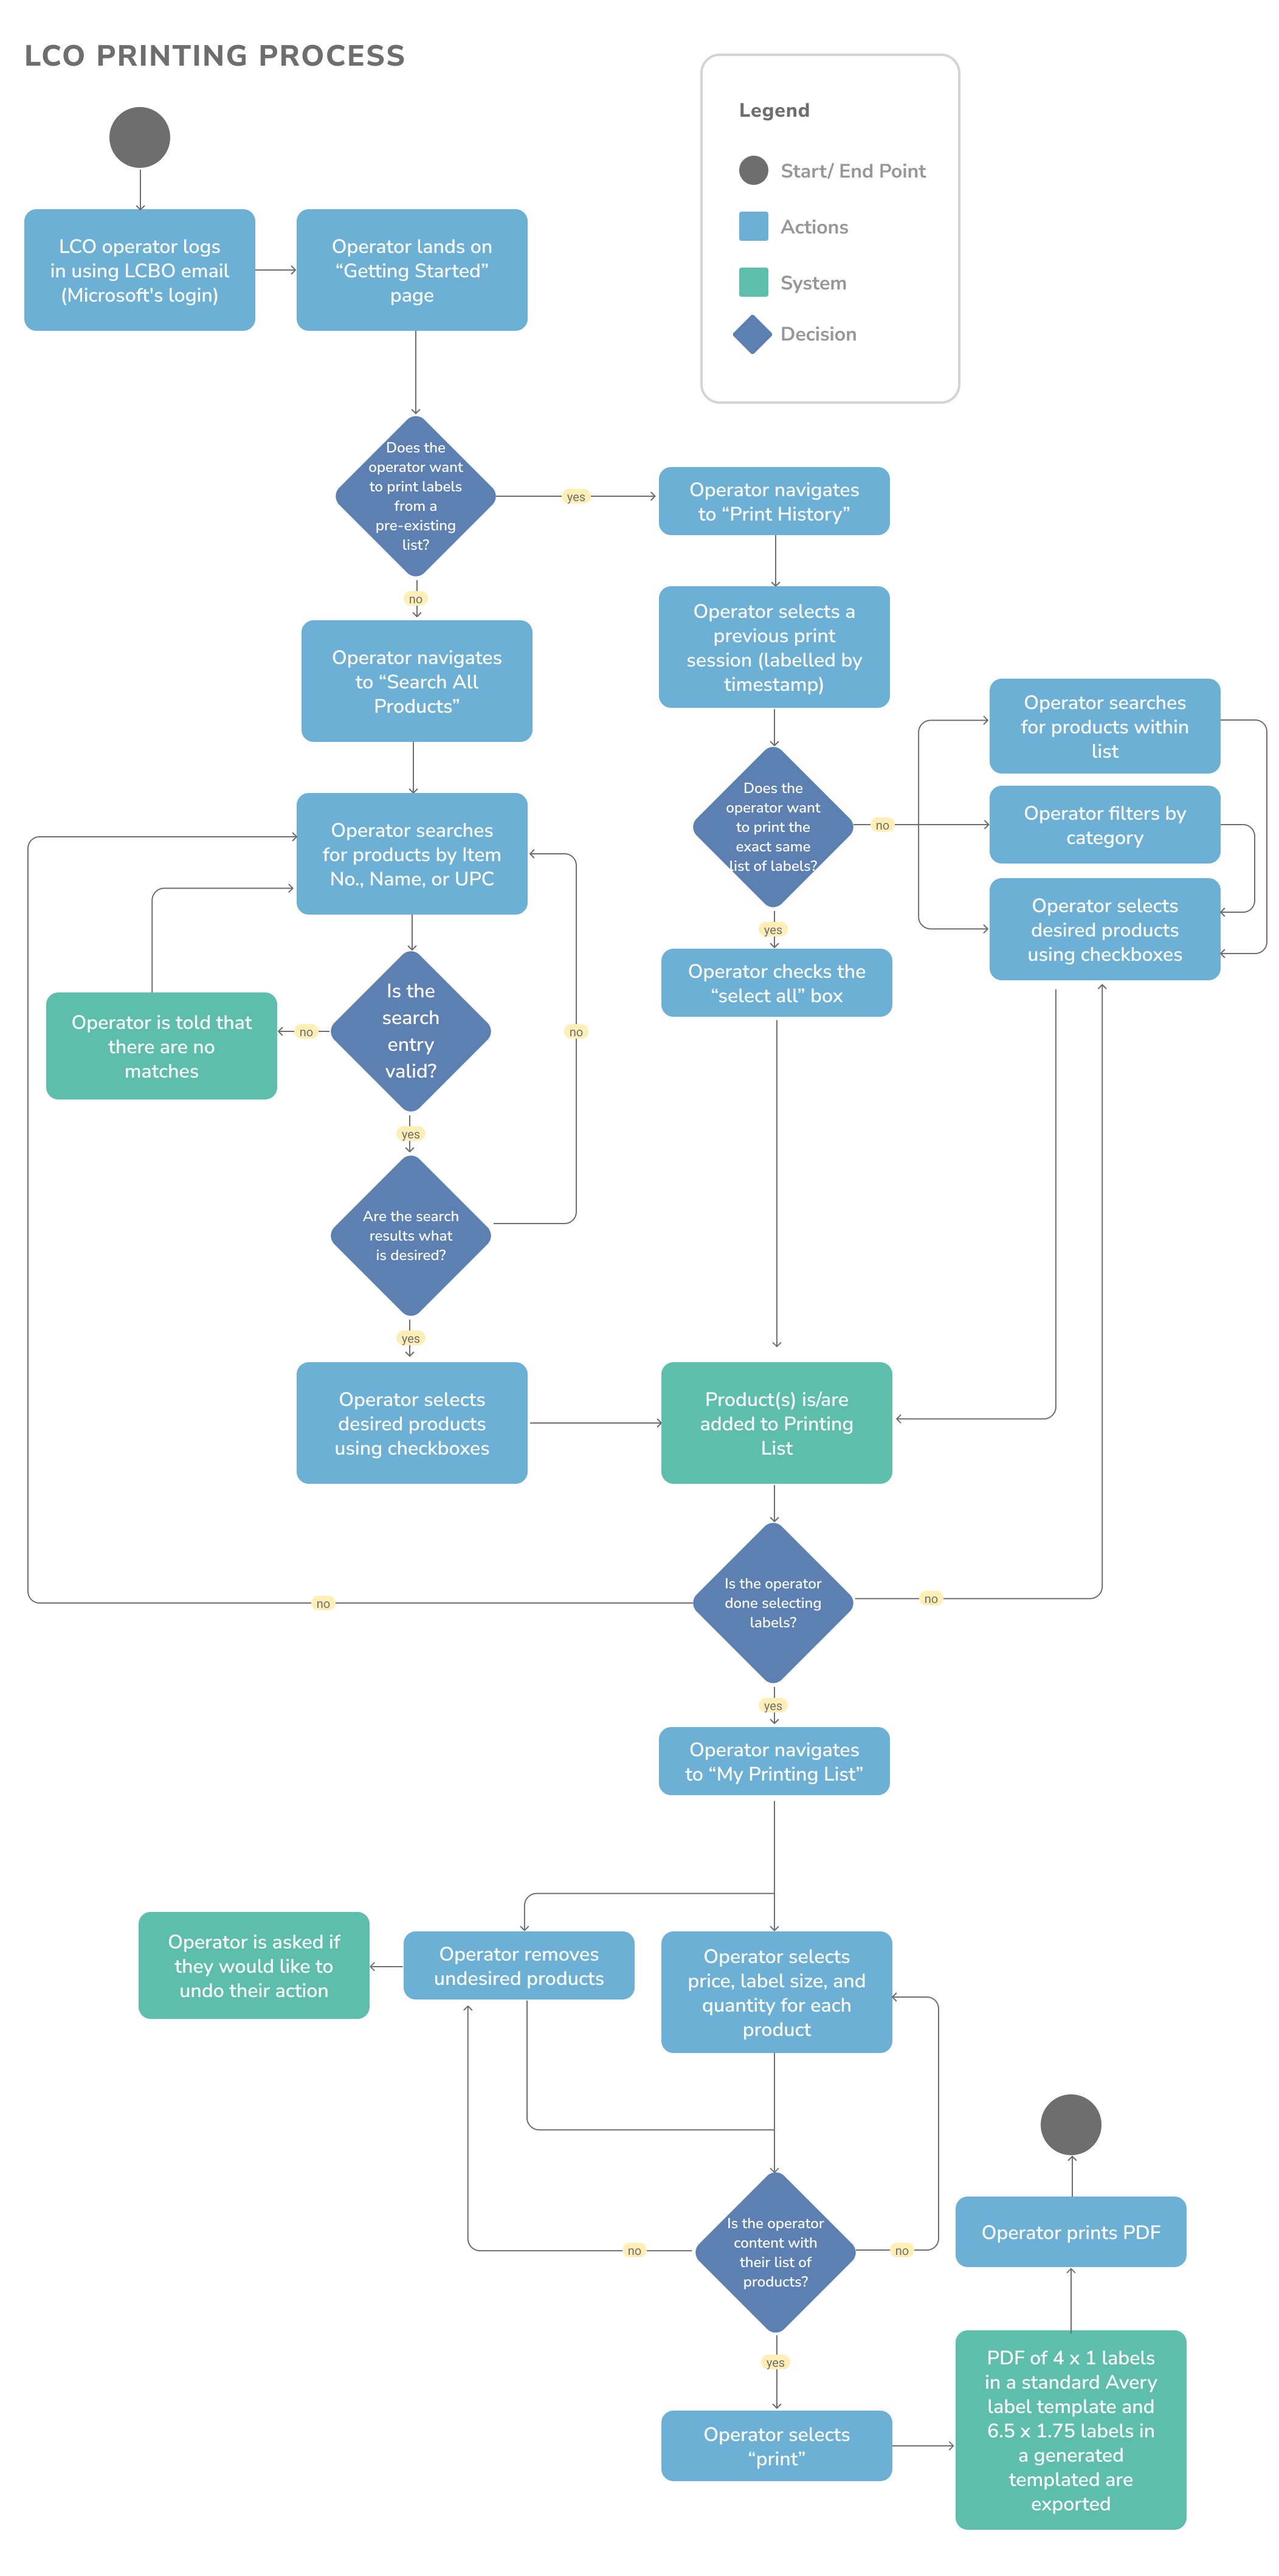 LCO PRINTING PROCESS
Legend
Start/ End Point
Actions
System
Decision
LCO operator logs
in using LCBO email
(Microsoft's login)
Operator lands on
“Getting Started”
page
Does the
operator want
to print labels
from a
pre-existing
list?
yes
no
Operator navigates
to “Print History”
Operator selects a
previous print
session (labelled by
timestamp)
Operator navigates
to “Search All
Products”
Does the
operator want
to print the
exact same
list of labels?
no
yes
Operator searches
for products within
list
Operator filters by
category
Operator selects
desired products
using checkboxes
Operator checks the
“select all” box
Operator searches
for products by Item
No., Name, or UPC
Is the
search
entry
valid?
no
no
Operator is told that
there are no
matches
yes
Are the search
results what
is desired?
yes
Operator selects
desired products
using checkboxes
Product(s) is/are
added to Printing
List
Is the operator
done selecting
labels?
no
no
yes
Operator navigates
to “My Printing List”
Operator is asked if
they would like to
undo their action
Operator removes
undesired products
Operator selects
price, label size, and
quantity for each
product
Is the operator
content with
their list of
products?
no
no
yes
Operator selects
“print”
PDF of 4 x 1 labels
in a standard Avery
label template and
6.5 x 1.75 labels in
a generated
templated are
exported
Operator prints PDF